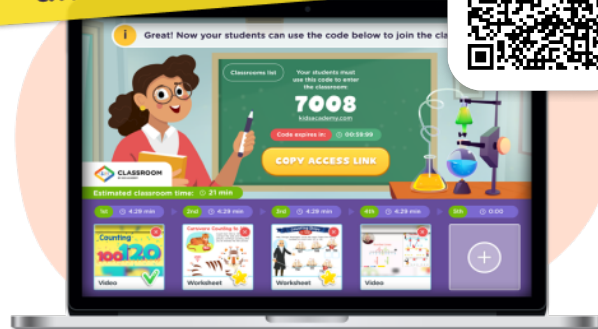 Great! Now your students can use the code below to join the cla
Classrooms list
Your students must
use this code to enter
the classroom:
7008
kidsacademy.com
Code expires in: 00:59:99
COPY ACCESS LINK
CLASSROOM
Estimated classroom time: 21 min
1st 4:29 min
2nd 4:29 min
3rd 4:29 min
4th 4:29 min
5th 0:00
Counting
100 120
Video
Worksheet
Worksheet
Video